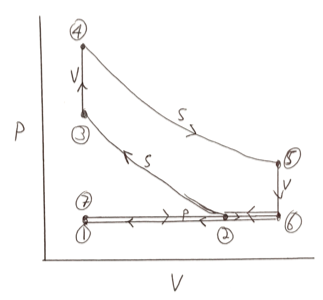 ④
V
S
③
S
⑤
V
P
⑦
P
①
②
⑥
V